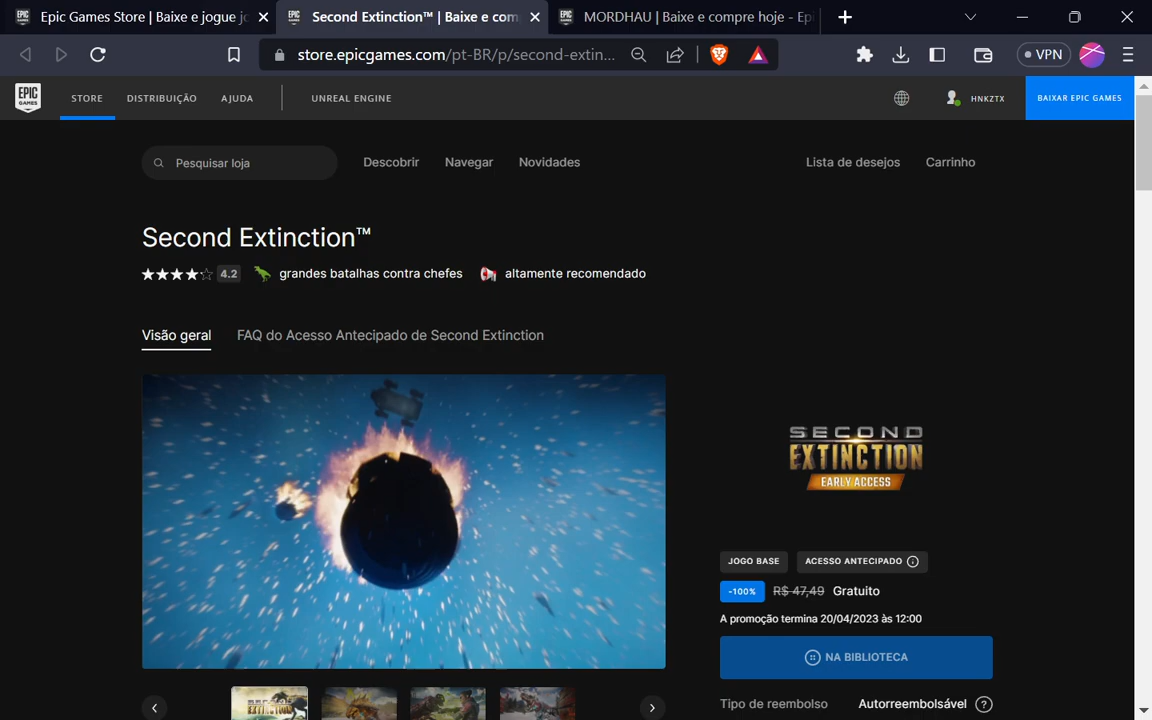 Epic Games Store | Baixe e jogue jo
Second Extinction™ | Baixe e com
MORDHAU | Baixe e compre hoje - Ep
store.epicgames.com/pt-BR/p/second-extin...
VPN
EPIC GAMES
STORE
DISTRIBUIÇÃO
AJUDA
UNREAL ENGINE
HNKZTX
BAIXAR EPIC GAMES
Pesquisar loja
Descobrir
Navegar
Novidades
Lista de desejos
Carrinho
Second Extinction™
4.2
grandes batalhas contra chefes
altamente recomendado
Visão geral
FAQ do Acesso Antecipado de Second Extinction
SECOND
EXTINCTION
EARLY ACCESS
JOGO BASE
ACESSO ANTECIPADO
-100%
R$ 47,49
Gratuito
A promoção termina 20/04/2023 às 12:00
NA BIBLIOTECA
Tipo de reembolso
Autorreembolsável